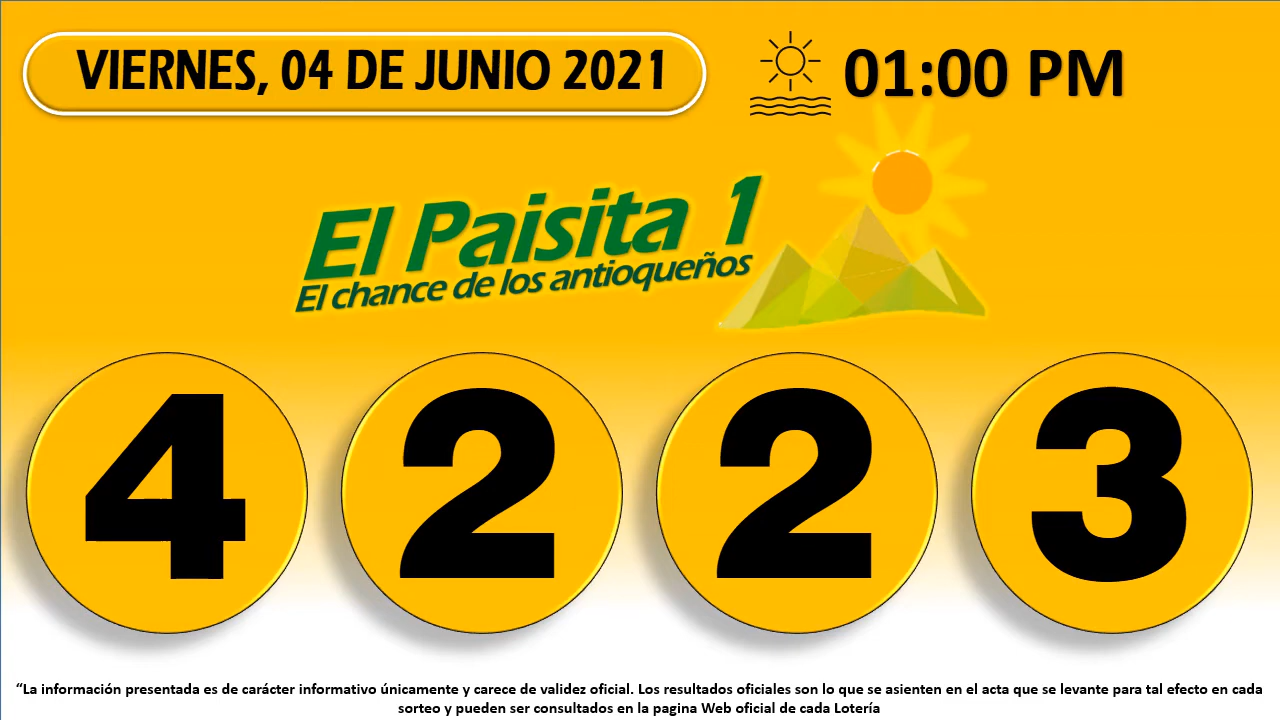 VIERNES, 04 DE JUNIO 2021
01:00 PM
El Paisita 1
El chance de los antioqueños
4 2 2 3
“La información presentada es de carácter informativo únicamente y carece de validez oficial. Los resultados oficiales son lo que se asienten en el acta que se levante para tal efecto en cada
sorteo y pueden ser consultados en la pagina Web oficial de cada Lotería